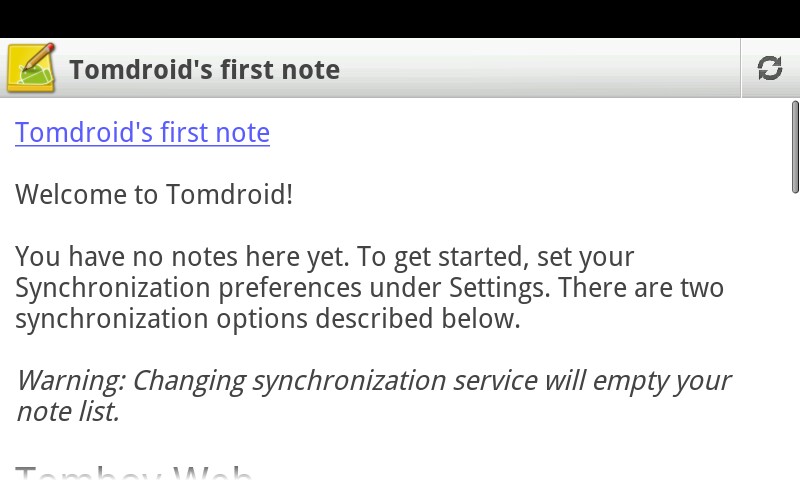 Tomdroid's first note
Tomdroid's first note
Welcome to Tomdroid!
You have no notes here yet. To get started, set your
Synchronization preferences under Settings. There are two
synchronization options described below.
Warning: Changing synchronization service will empty your
note list.
Tomboy Web